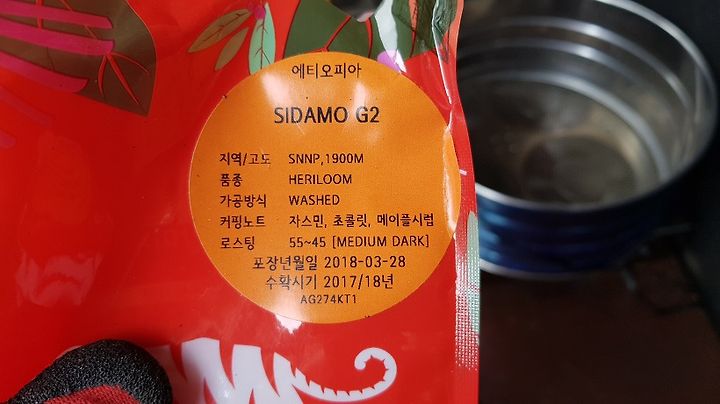 에티오피아
SIDAMO G2
지역/고도 SNNP,1900M
품종 HERILOOM
가공방식 WASHED
커핑노트 자스민, 초콜릿, 메이플시럽
로스팅 55~45 [MEDIUM DARK]
포장년월일 2018-03-28
수확시기 2017/18년
AG274KT1